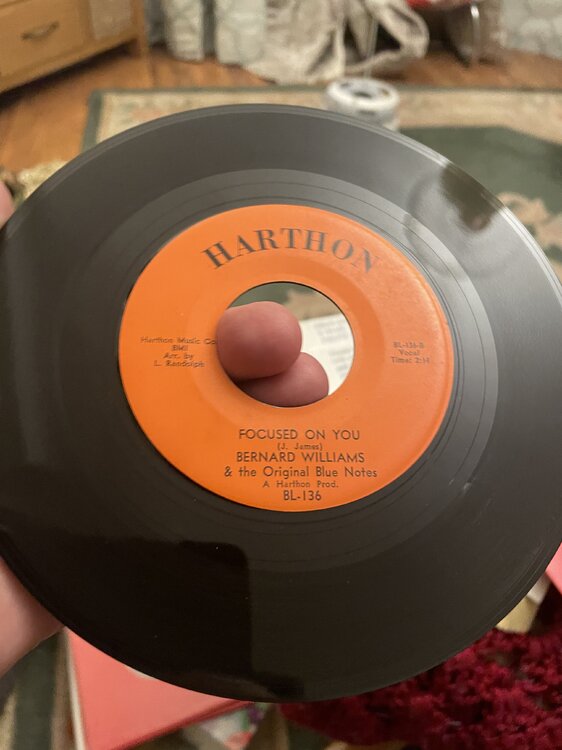 HARTHON
Harthon Music Co
BMI
Arr. by
L. Randolph
BL-136-B
Vocal
Time: 2:14
FOCUSED ON YOU
(J. James)
BERNARD WILLIAMS
& the Original Blue Notes
A Harthon Prod.
BL-136